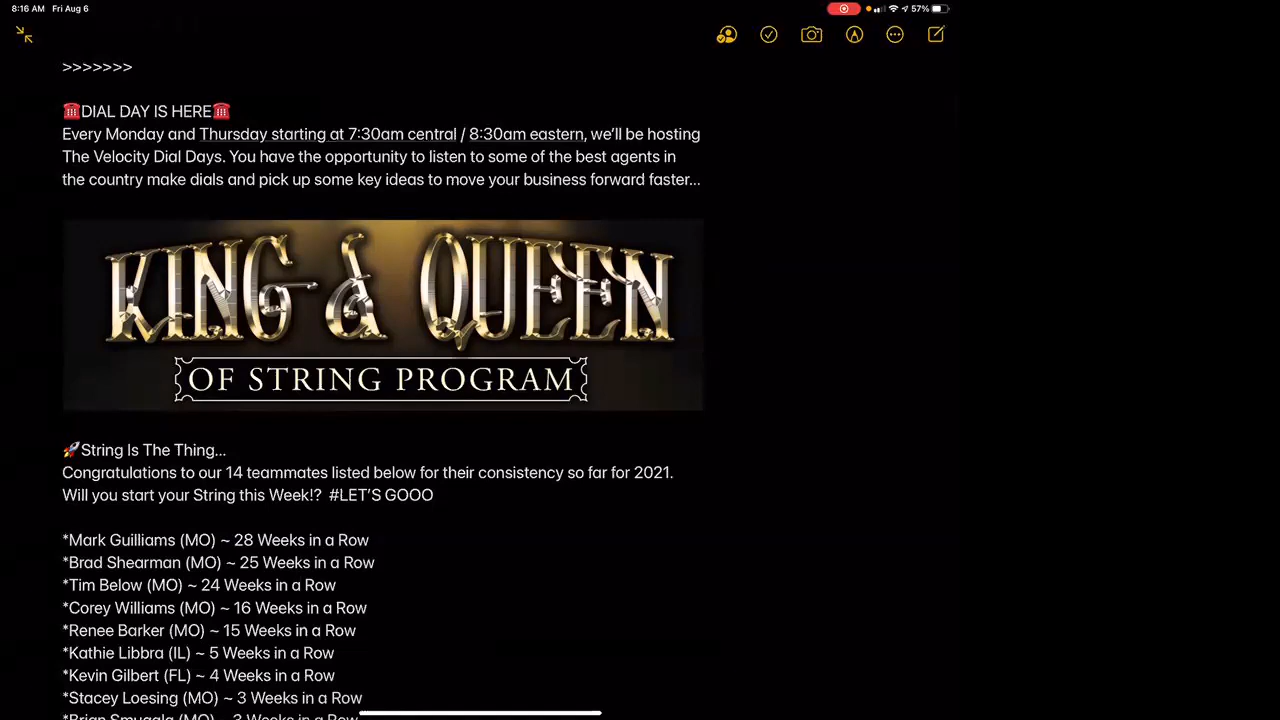 8:16 AM Fri Aug 6
57%
>>>>>>>
☎️DIAL DAY IS HERE☎️
Every Monday and Thursday starting at 7:30am central / 8:30am eastern, we'll be hosting
The Velocity Dial Days. You have the opportunity to listen to some of the best agents in
the country make dials and pick up some key ideas to move your business forward faster...
KING & QUEEN
OF STRING PROGRAM
🚀String Is The Thing...
Congratulations to our 14 teammates listed below for their consistency so far for 2021.
Will you start your String this Week!? #LET'S GOOO
*Mark Guilliams (MO) ~ 28 Weeks in a Row
*Brad Shearman (MO) ~ 25 Weeks in a Row
*Tim Below (MO) ~ 24 Weeks in a Row
*Corey Williams (MO) ~ 16 Weeks in a Row
*Renee Barker (MO) ~ 15 Weeks in a Row
*Kathie Libbra (IL) ~ 5 Weeks in a Row
*Kevin Gilbert (FL) ~ 4 Weeks in a Row
*Stacey Loesing (MO) ~ 3 Weeks in a Row
*Brian (MO) ~ 3 Weeks in a Row